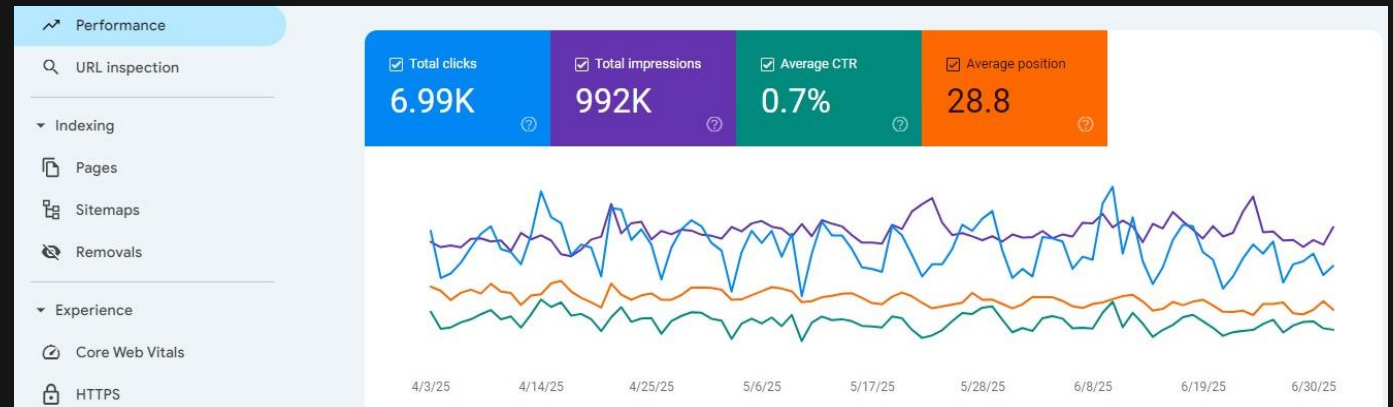 Performance
URL inspection
Indexing
Pages
Sitemaps
Removals
Experience
Core Web Vitals
HTTPS
Total clicks
6.99K
Total impressions
992K
Average CTR
0.7%
Average position
28.8
4/3/25 4/14/25 4/25/25 5/6/25 5/17/25 5/28/25 6/8/25 6/19/25 6/30/25